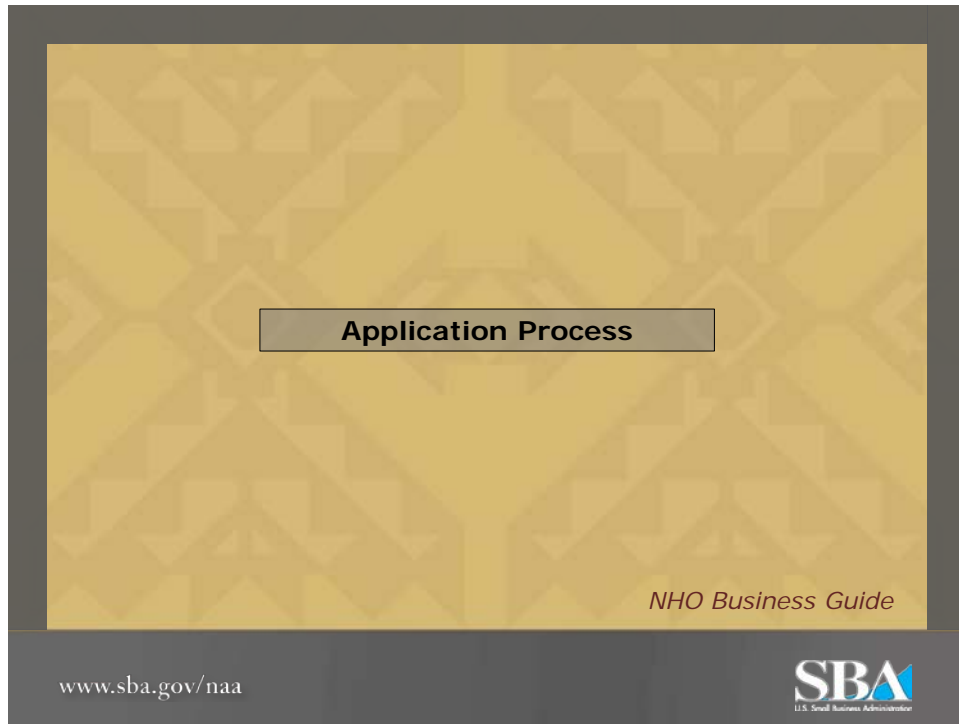 Application Process
NHO Business Guide
www.sba.gov/naa
SBA
U.S. Small Business Administration